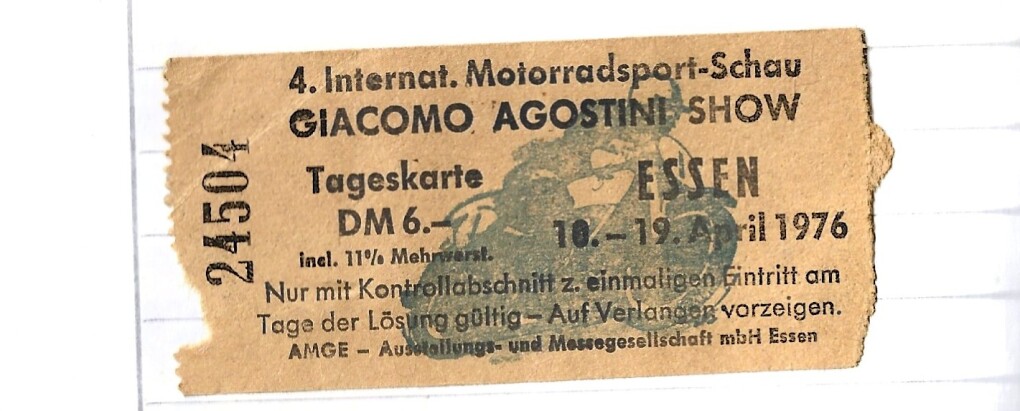 4. Internat. Motorradsport-Schau
GIACOMO AGOSTINI SHOW
24504
Tageskarte
DM 6.–
incl. 11% Mehrwerst.
ESSEN
10. – 19. April 1976
Nur mit Kontrollabschnitt z. einmaligen Eintritt am
Tage der Lösung gültig – Auf Verlangen vorzeigen.
AMGE – Ausstellungs- und Messegesellschaft mbH Essen